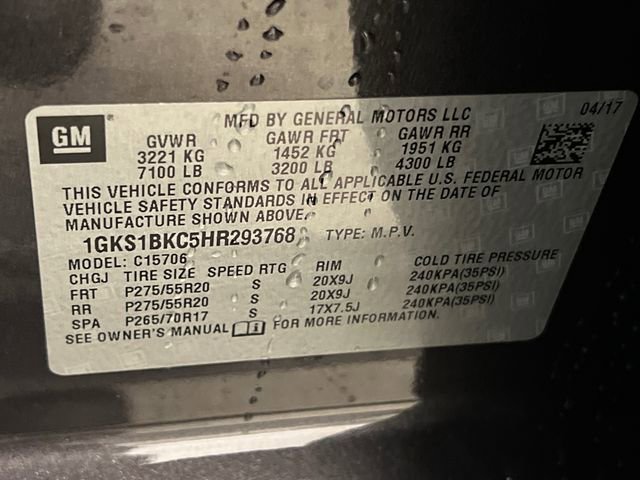 GM
MFD BY GENERAL MOTORS LLC 04/17
GVWR GAWR FRT GAWR RR
3221 KG 1452 KG 1951 KG
7100 LB 3200 LB 4300 LB
THIS VEHICLE CONFORMS TO ALL APPLICABLE U.S. FEDERAL MOTOR
VEHICLE SAFETY STANDARDS IN EFFECT ON THE DATE OF
MANUFACTURE SHOWN ABOVE.
1GKS1BKC5HR293768 TYPE: M.P.V.
MODEL: C15706
CHGJ TIRE SIZE SPEED RTG RIM COLD TIRE PRESSURE
FRT P275/55R20 S 20X9J 240KPA(35PSI)
RR P275/55R20 S 20X9J 240KPA(35PSI)
SPA P265/70R17 S 17X7.5J 240KPA(35PSI)
SEE OWNER'S MANUAL FOR MORE INFORMATION.